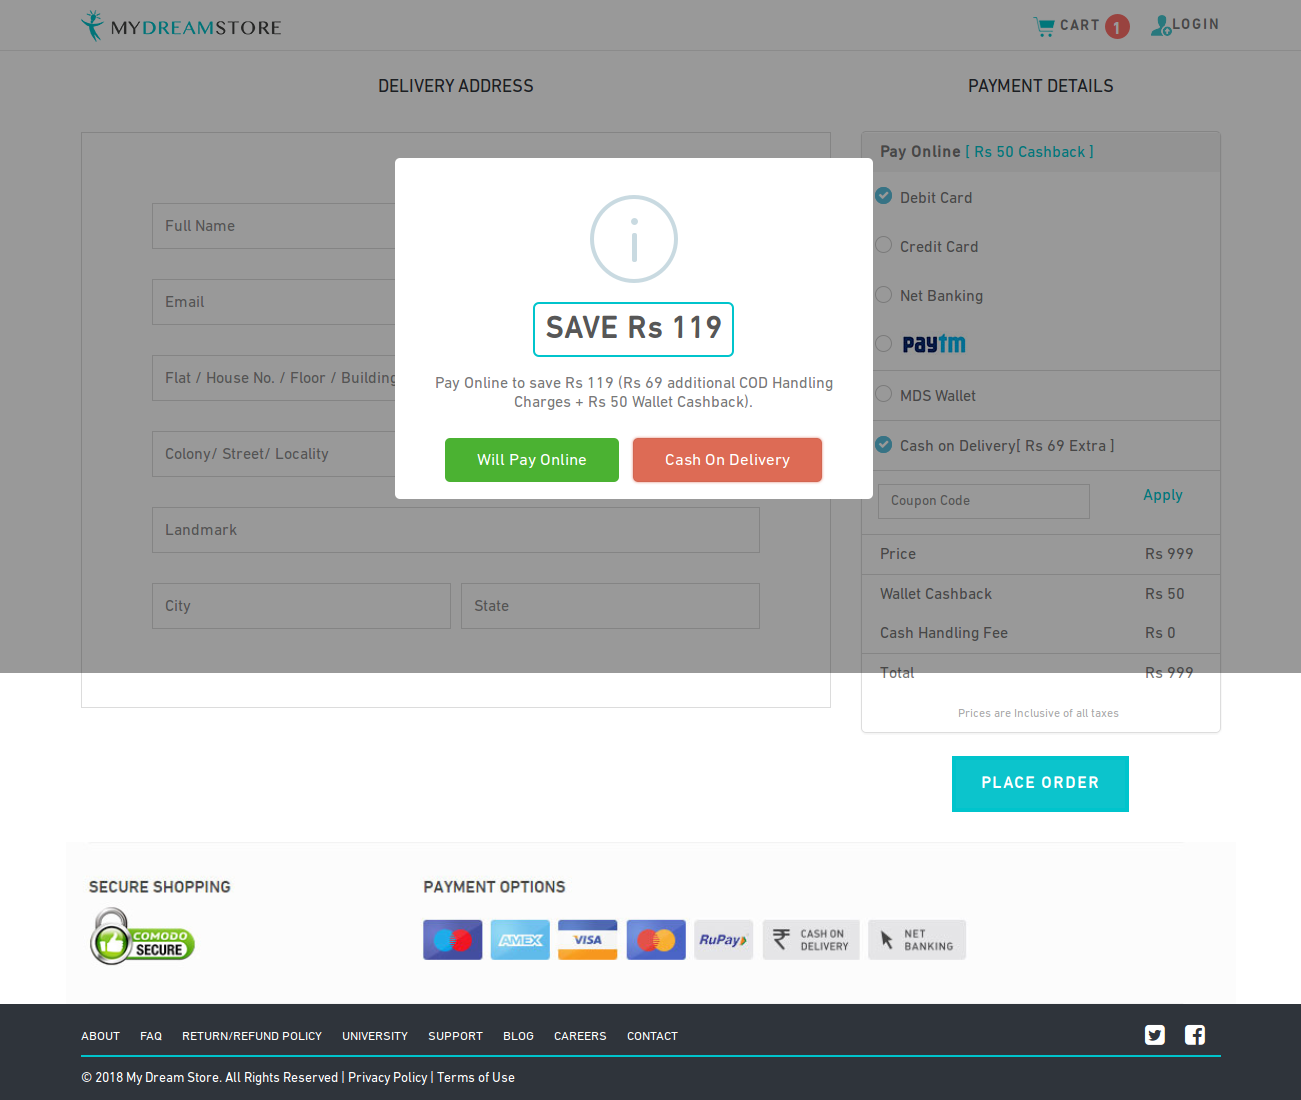 MYDREAMSTORE
CART 1
LOGIN
DELIVERY ADDRESS
PAYMENT DETAILS
Full Name
Email
Flat / House No. / Floor / Building
Colony/ Street/ Locality
Landmark
City
State
SAVE Rs 119
Pay Online to save Rs 119 (Rs 69 additional COD Handling
Charges + Rs 50 Wallet Cashback).
Will Pay Online
Cash On Delivery
Pay Online [ Rs 50 Cashback ]
Debit Card
Credit Card
Net Banking
paytm
MDS Wallet
Cash on Delivery[ Rs 69 Extra ]
Coupon Code
Apply
Price Rs 999
Wallet Cashback Rs 50
Cash Handling Fee Rs 0
Total Rs 999
Prices are Inclusive of all taxes
PLACE ORDER
SECURE SHOPPING
COMODO
SECURE
PAYMENT OPTIONS
AMEX
VISA
RuPay
CASH ON
DELIVERY
NET
BANKING
ABOUT FAQ RETURN/REFUND POLICY UNIVERSITY SUPPORT BLOG CAREERS CONTACT
© 2018 My Dream Store. All Rights Reserved | Privacy Policy | Terms of Use